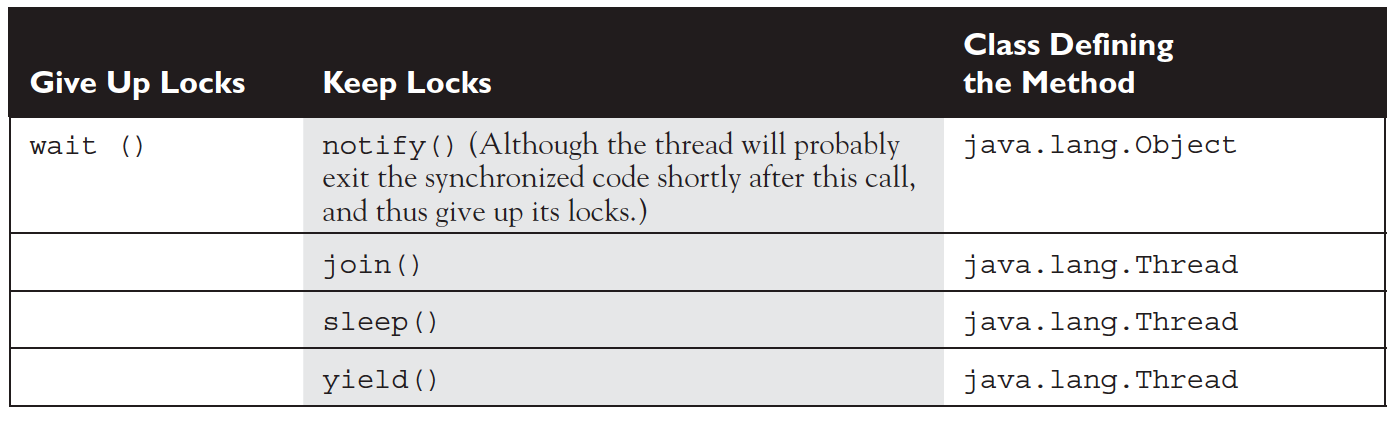 Class Defining
Give Up Locks Keep Locks the Method
wait () notify() (Although the thread will probably java.lang.Object
exit the synchronized code shortly after this call,
and thus give up its locks.)
join() java.lang.Thread
sleep() java.lang.Thread
yield() java.lang.Thread